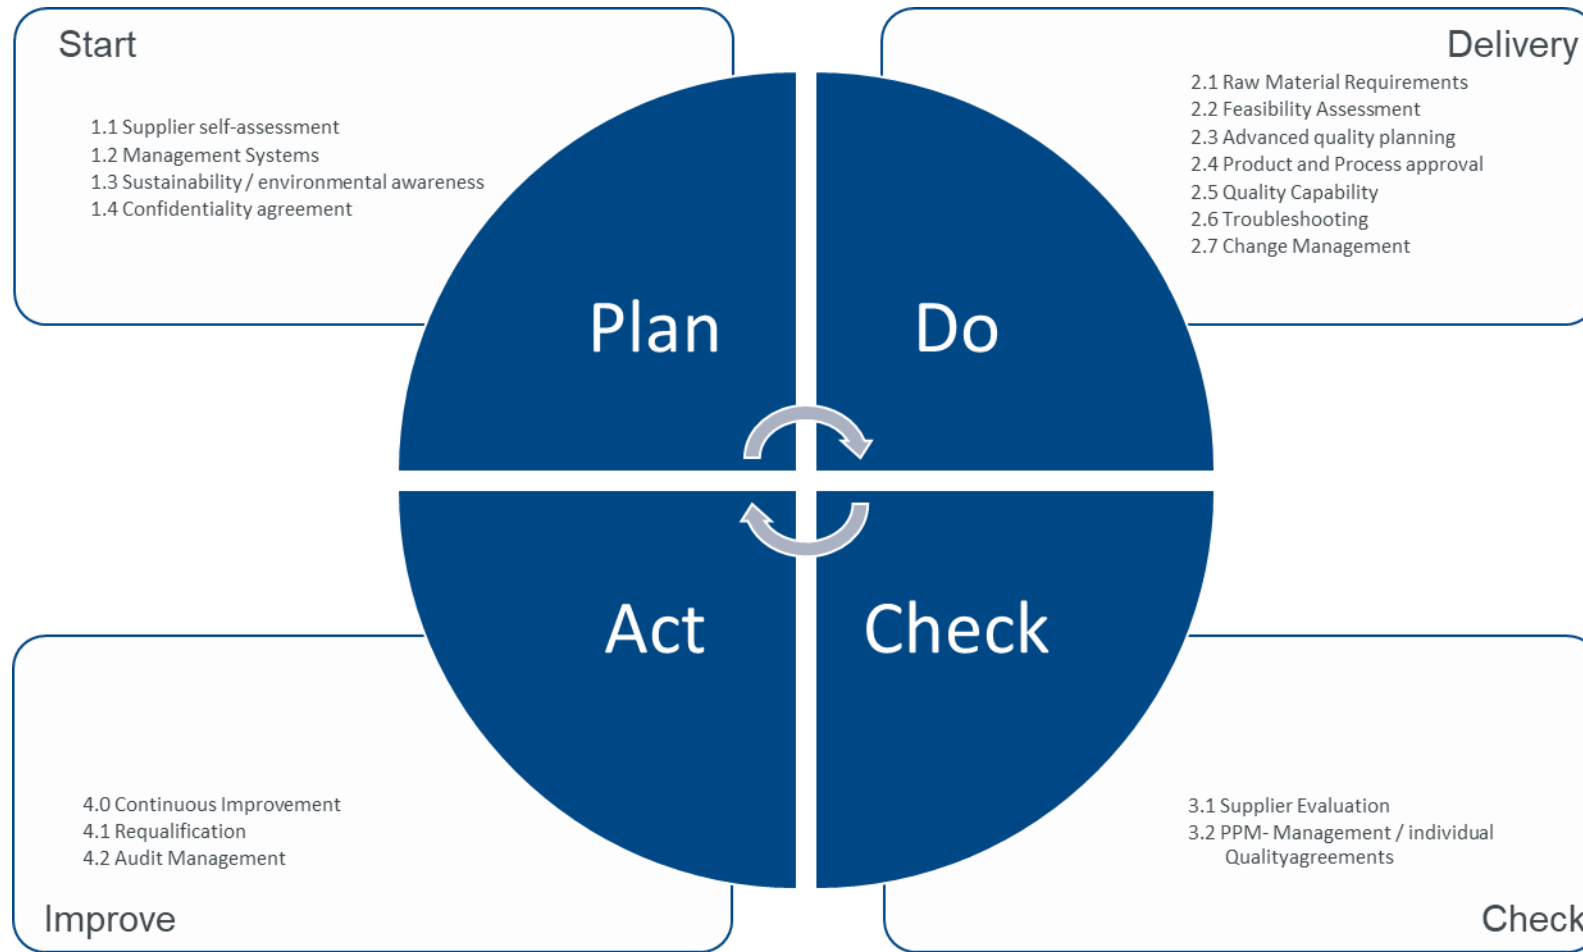 Start
1.1 Supplier self-assessment
1.2 Management Systems
1.3 Sustainability / environmental awareness
1.4 Confidentiality agreement
Delivery
2.1 Raw Material Requirements
2.2 Feasibility Assessment
2.3 Advanced quality planning
2.4 Product and Process approval
2.5 Quality Capability
2.6 Troubleshooting
2.7 Change Management
Plan
Do
Act
Check
4.0 Continuous Improvement
4.1 Requalification
4.2 Audit Management
Improve
3.1 Supplier Evaluation
3.2 PPM- Management / individual
Qualityagreements
Check